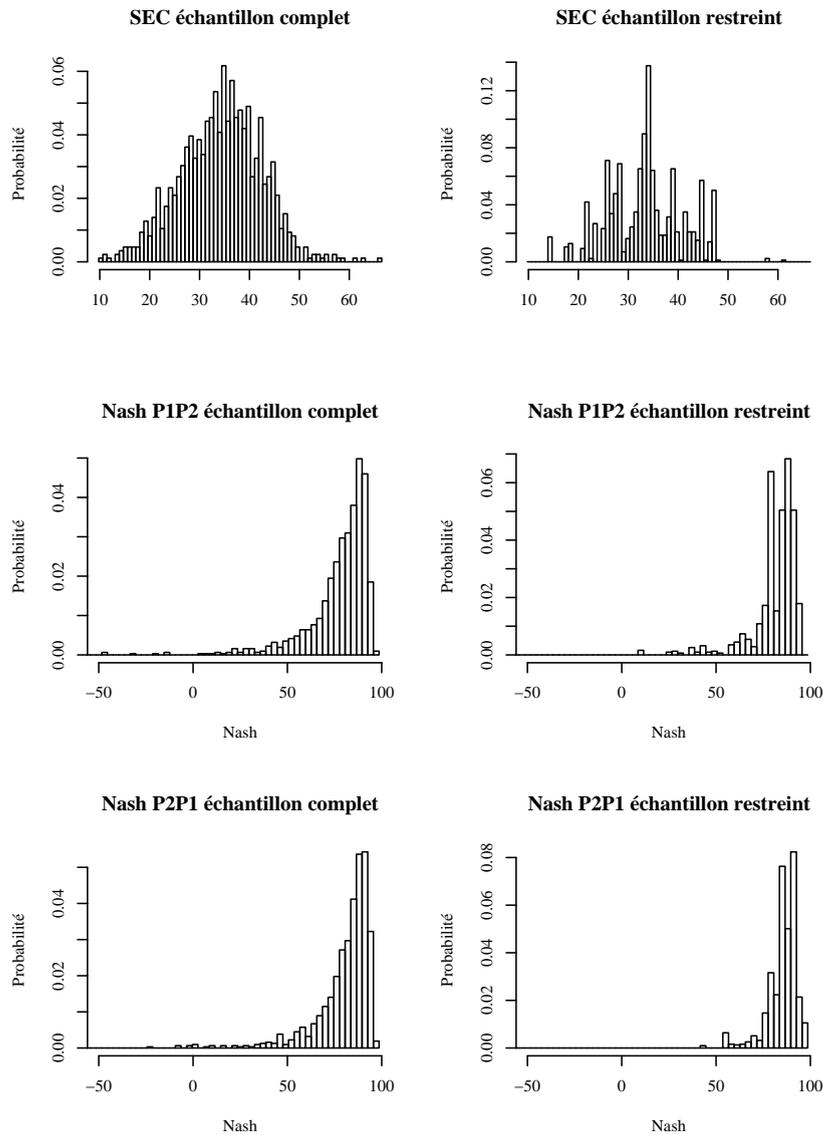 SEC échantillon complet
Probabilité
0.00 0.02 0.04 0.06
10 20 30 40 50 60
SEC échantillon restreint
Probabilité
0.00 0.04 0.08 0.12
10 20 30 40 50 60
Nash P1P2 échantillon complet
Probabilité
0.00 0.02 0.04
−50 0 50 100
Nash
Nash P1P2 échantillon restreint
Probabilité
0.00 0.02 0.04 0.06
−50 0 50 100
Nash
Nash P2P1 échantillon complet
Probabilité
0.00 0.02 0.04
−50 0 50 100
Nash
Nash P2P1 échantillon restreint
Probabilité
0.00 0.02 0.04 0.06 0.08
−50 0 50 100
Nash